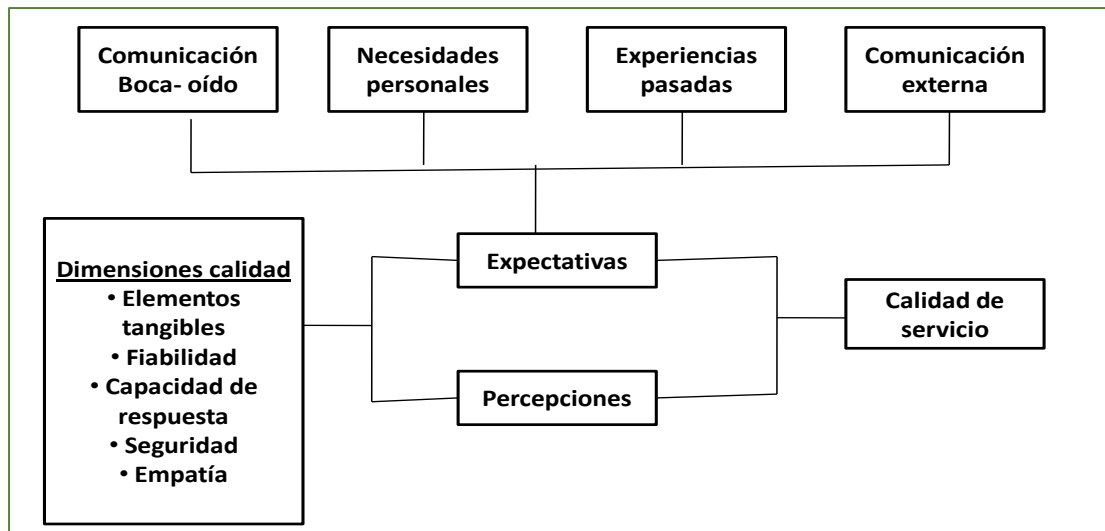 Comunicación
Boca- oído
Necesidades
personales
Experiencias
pasadas
Comunicación
externa
Dimensiones calidad
• Elementos
tangibles
• Fiabilidad
• Capacidad de
respuesta
• Seguridad
• Empatía
Expectativas
Percepciones
Calidad de
servicio